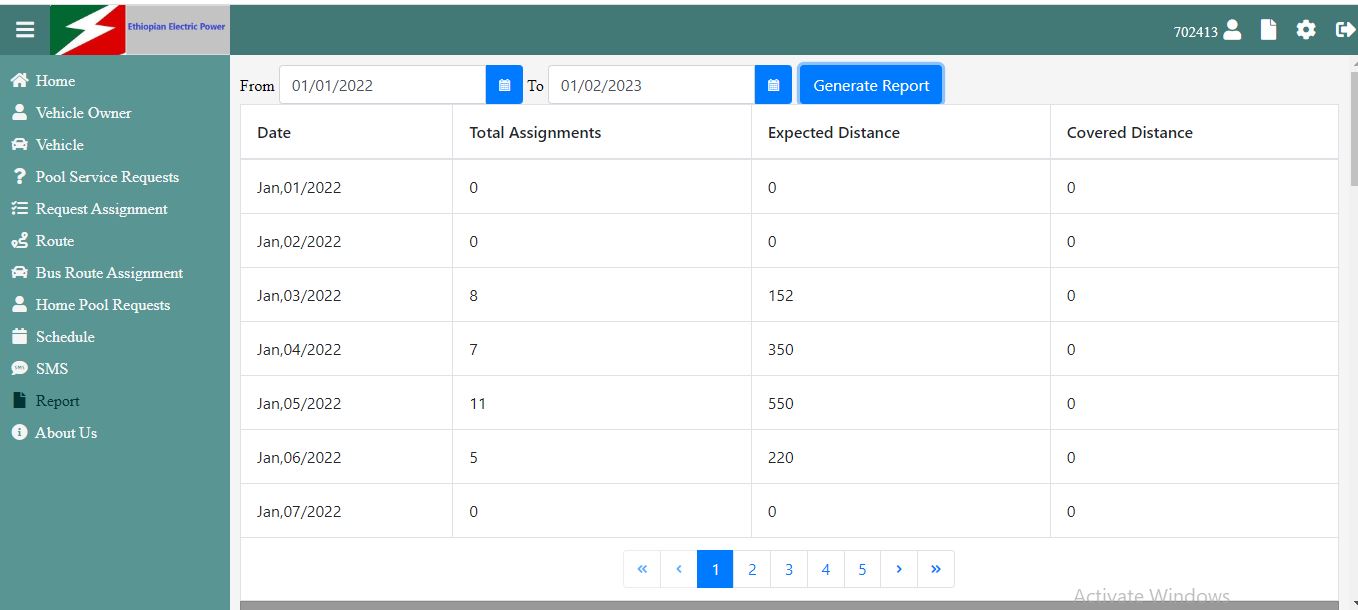 Ethiopian Electric Power
702413
Home
Vehicle Owner
Vehicle
Pool Service Requests
Request Assignment
Route
Bus Route Assignment
Home Pool Requests
Schedule
SMS
Report
About Us
From 01/01/2022 To 01/02/2023 Generate Report
Date Total Assignments Expected Distance Covered Distance
Jan,01/2022 0 0 0
Jan,02/2022 0 0 0
Jan,03/2022 8 152 0
Jan,04/2022 7 350 0
Jan,05/2022 11 550 0
Jan,06/2022 5 220 0
Jan,07/2022 0 0 0
« ‹ 1 2 3 4 5 › »
Activate Windows